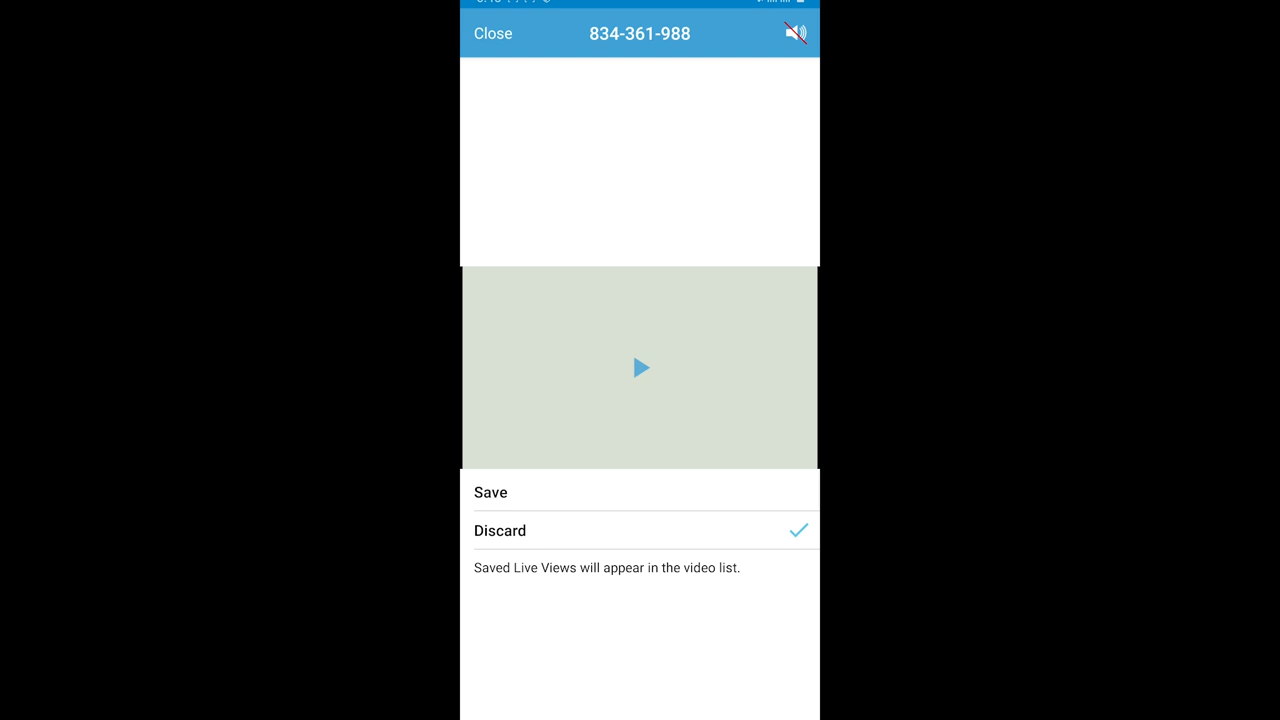 Close
834-361-988
Save
Discard
Saved Live Views will appear in the video list.